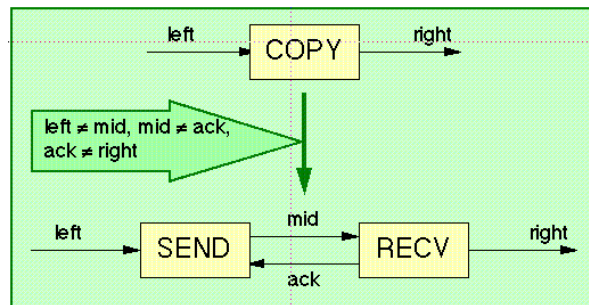 left
COPY
right
left ≠ mid, mid ≠ ack,
ack ≠ right
left
SEND
mid
ack
RECV
right